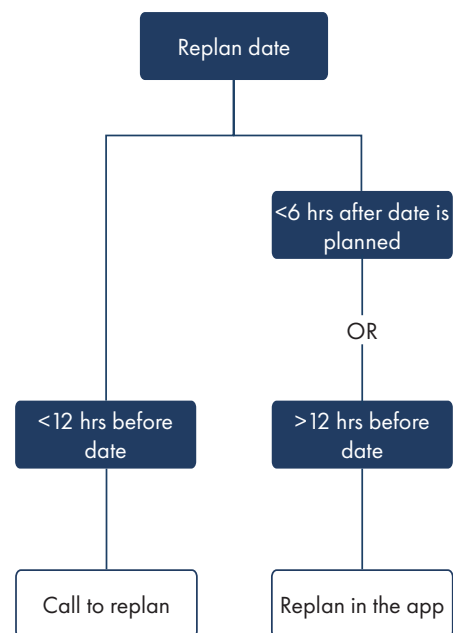 Replan date
<6 hrs after date is
planned
OR
<12 hrs before
date
>12 hrs before
date
Call to replan
Replan in the app